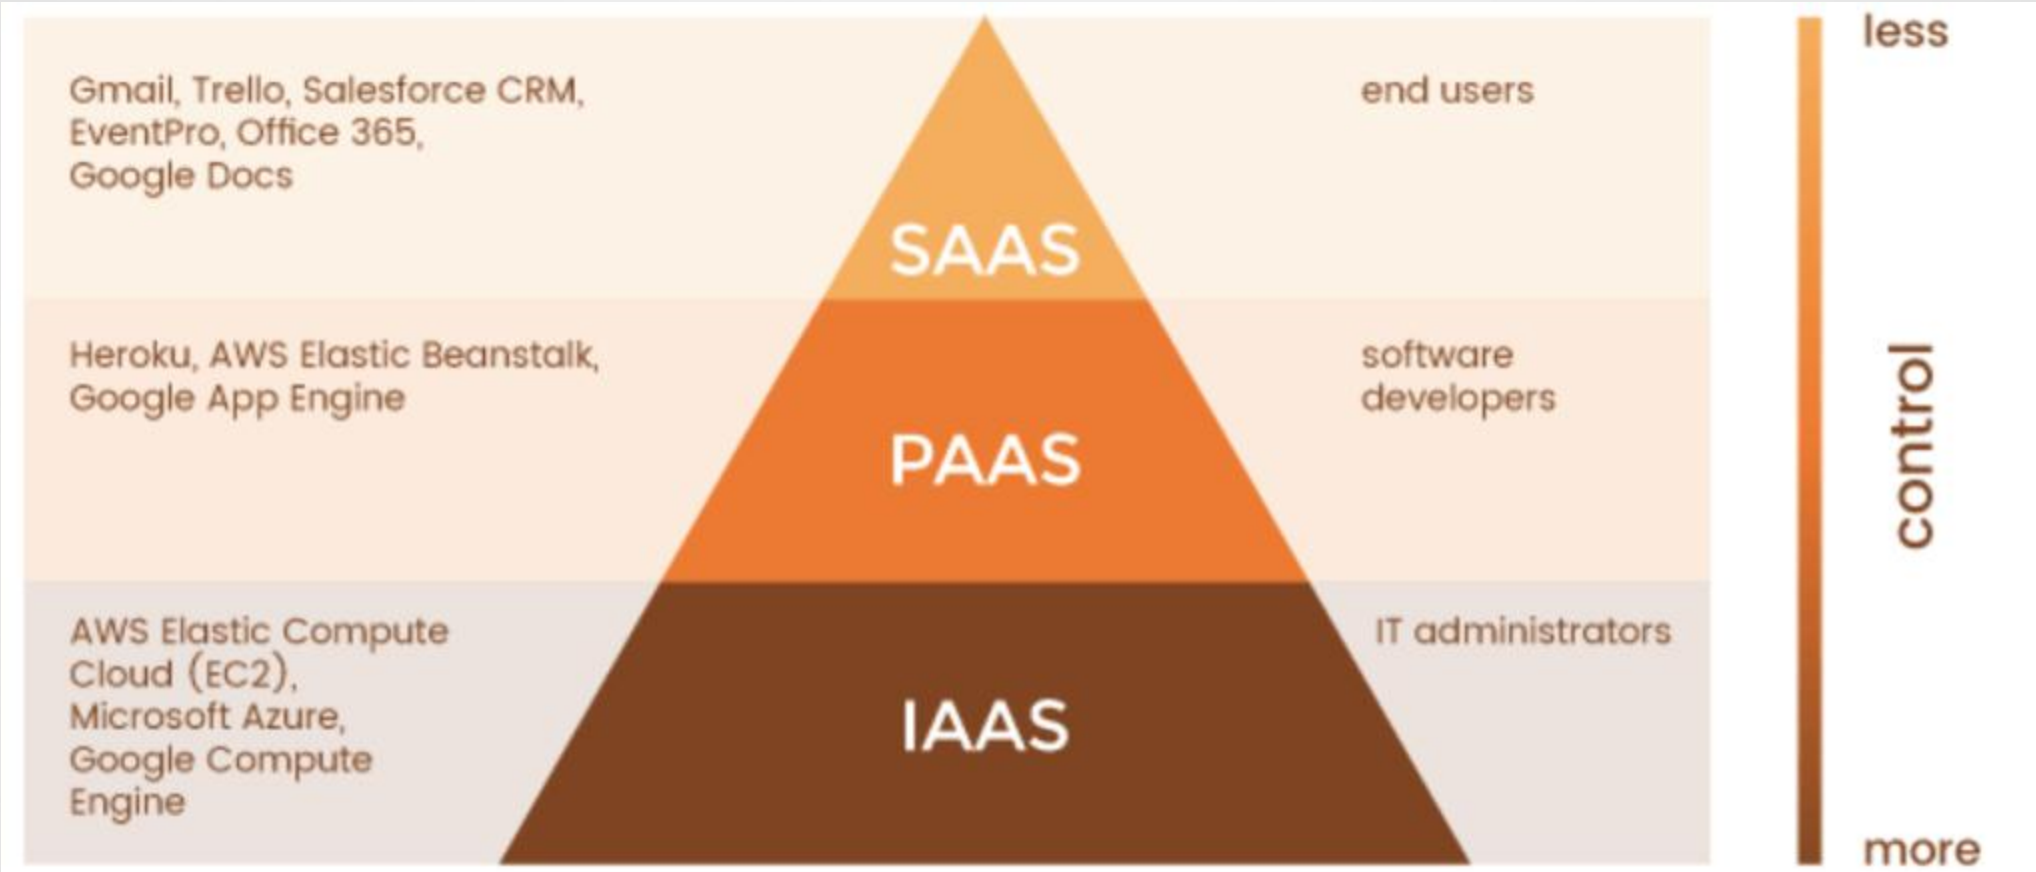 Gmail, Trello, Salesforce CRM,
EventPro, Office 365,
Google Docs
SAAS
end users
Heroku, AWS Elastic Beanstalk,
Google App Engine
PAAS
software
developers
AWS Elastic Compute
Cloud (EC2),
Microsoft Azure,
Google Compute
Engine
IAAS
IT administrators
less
control
more